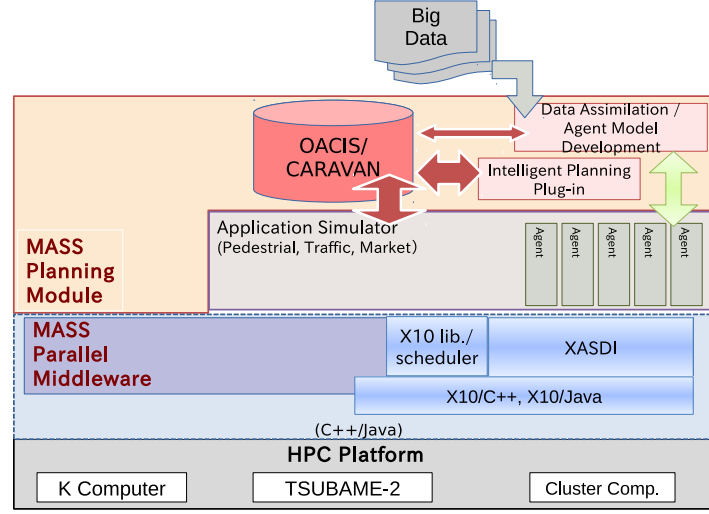 Big
Data
Data Assimilation /
Agent Model
Development
OACIS/
CARAVAN
Intelligent Planning
Plug-in
Application Simulator
(Pedestrial, Traffic, Market)
Agent
Agent
Agent
Agent
Agent
MASS
Planning
Module
MASS
Parallel
Middleware
X10 lib./
scheduler
XASDI
X10/C++, X10/Java
(C++/Java)
HPC Platform
K Computer
TSUBAME-2
Cluster Comp.